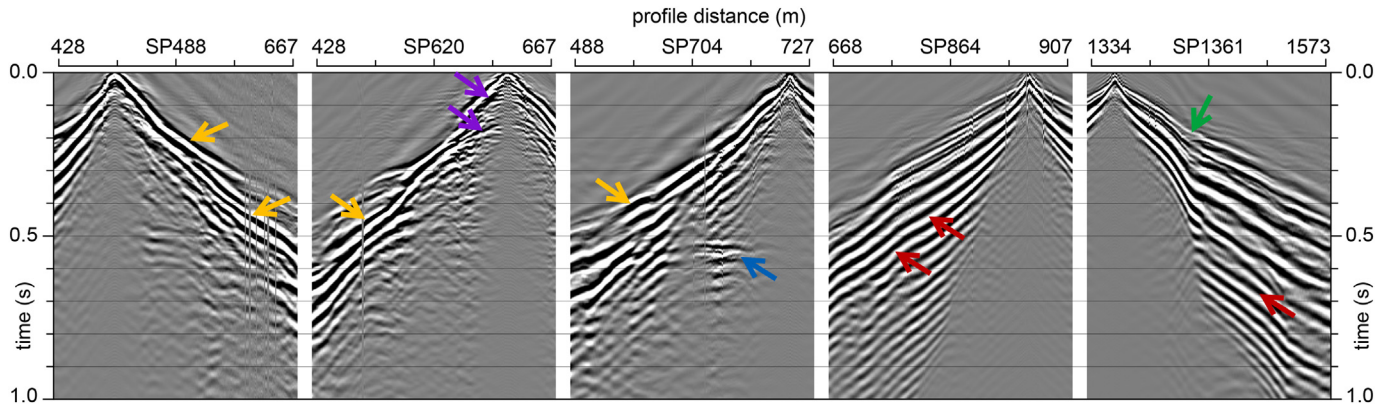 profile distance (m)
428 SP488 667 428 SP620 667 488 SP704 727 668 SP864 907 1334 SP1361 1573
0.0 0.0
0.5 0.5
time (s) time (s)
1.0 1.0